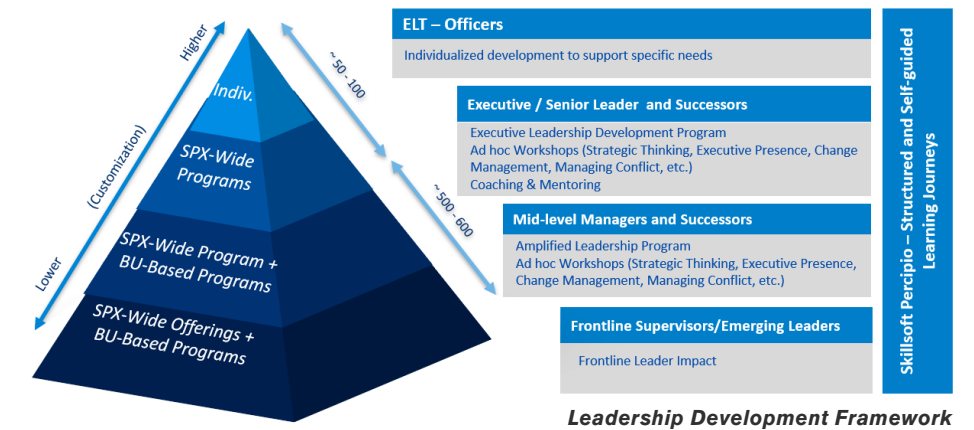 Higher
(Customization)
Lower
Indiv.
SPX-Wide
Programs
SPX-Wide Program +
BU-Based Programs
SPX-Wide Offerings +
BU-Based Programs
~ 50 - 100
~ 500 - 600
ELT – Officers
Individualized development to support specific needs
Executive / Senior Leader and Successors
Executive Leadership Development Program
Ad hoc Workshops (Strategic Thinking, Executive Presence, Change
Management, Managing Conflict, etc.)
Coaching & Mentoring
Mid-level Managers and Successors
Amplified Leadership Program
Ad hoc Workshops (Strategic Thinking, Executive Presence,
Change Management, Managing Conflict, etc.)
Frontline Supervisors/Emerging Leaders
Frontline Leader Impact
Skillsoft Percipio – Structured and Self-guided
Learning Journeys
Leadership Development Framework